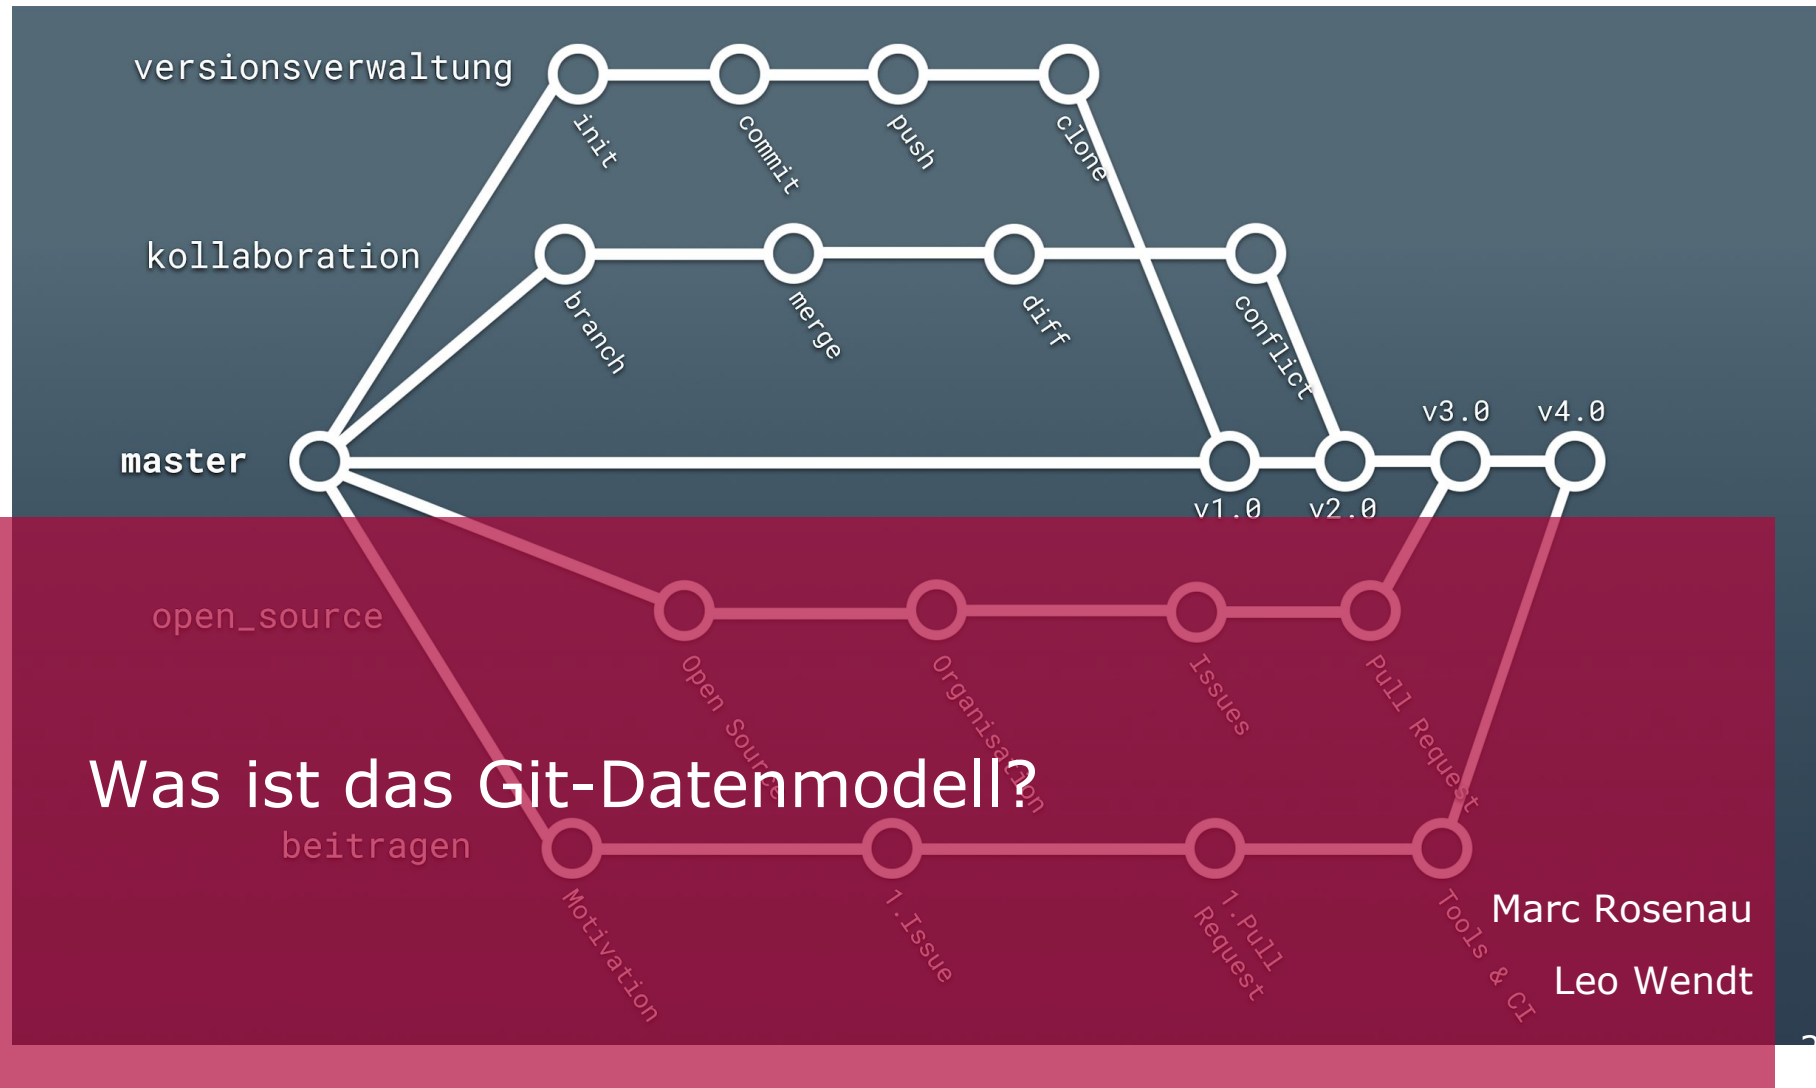 versionsverwaltung
init
commit
push
clone
kollaboration
branch
merge
diff
conflict
master
v1.0
v2.0
v3.0
v4.0
open_source
Open Source
Organisation
Issues
Pull Request
Was ist das Git-Datenmodell?
beitragen
Motivation
1.Issue
1.Pull
Request
Tools & CI
Marc Rosenau
Leo Wendt